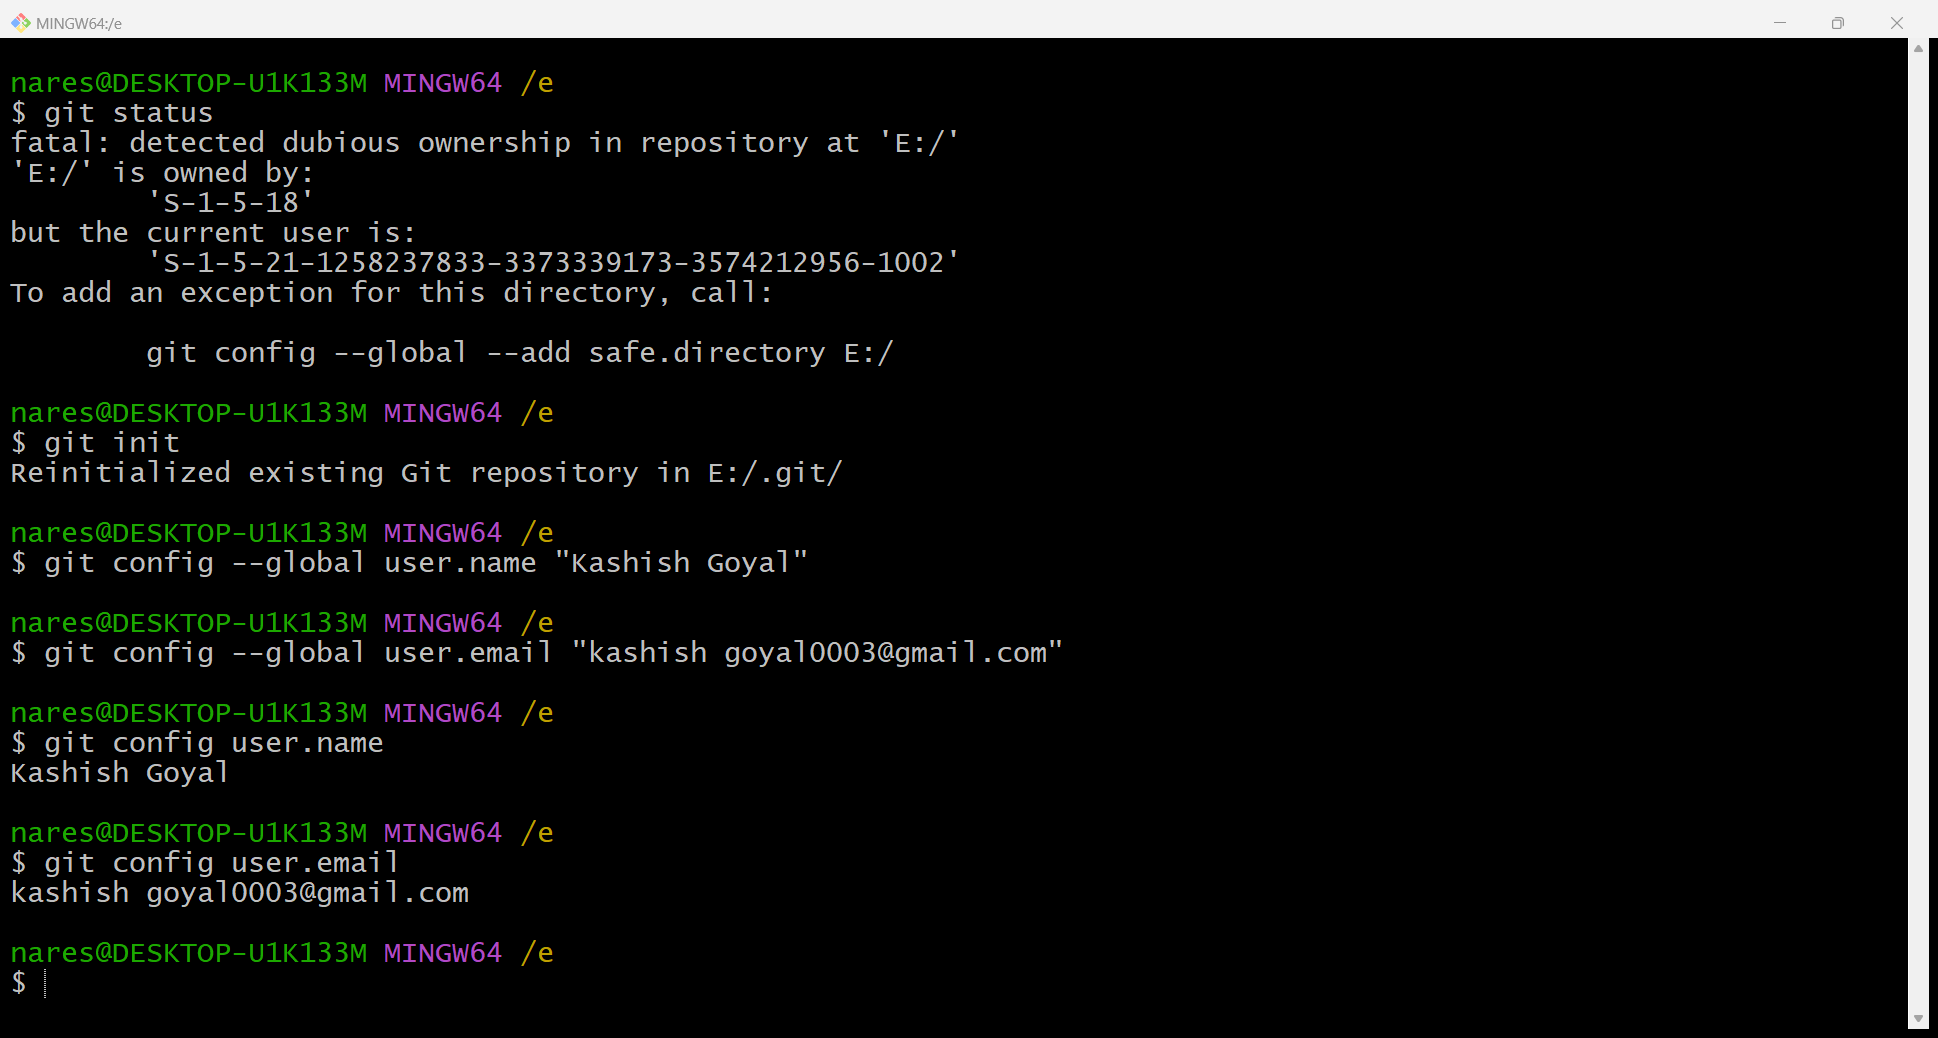 MINGW64:/e
nares@DESKTOP-U1K133M MINGW64 /e
$ git status
fatal: detected dubious ownership in repository at 'E:/'
'E:/' is owned by:
        'S-1-5-18'
but the current user is:
        'S-1-5-21-1258237833-3373339173-3574212956-1002'
To add an exception for this directory, call:
        git config --global --add safe.directory E:/
nares@DESKTOP-U1K133M MINGW64 /e
$ git init
Reinitialized existing Git repository in E:/.git/
nares@DESKTOP-U1K133M MINGW64 /e
$ git config --global user.name "Kashish Goyal"
nares@DESKTOP-U1K133M MINGW64 /e
$ git config --global user.email "kashish goyal0003@gmail.com"
nares@DESKTOP-U1K133M MINGW64 /e
$ git config user.name
Kashish Goyal
nares@DESKTOP-U1K133M MINGW64 /e
$ git config user.email
kashish goyal0003@gmail.com
nares@DESKTOP-U1K133M MINGW64 /e
$